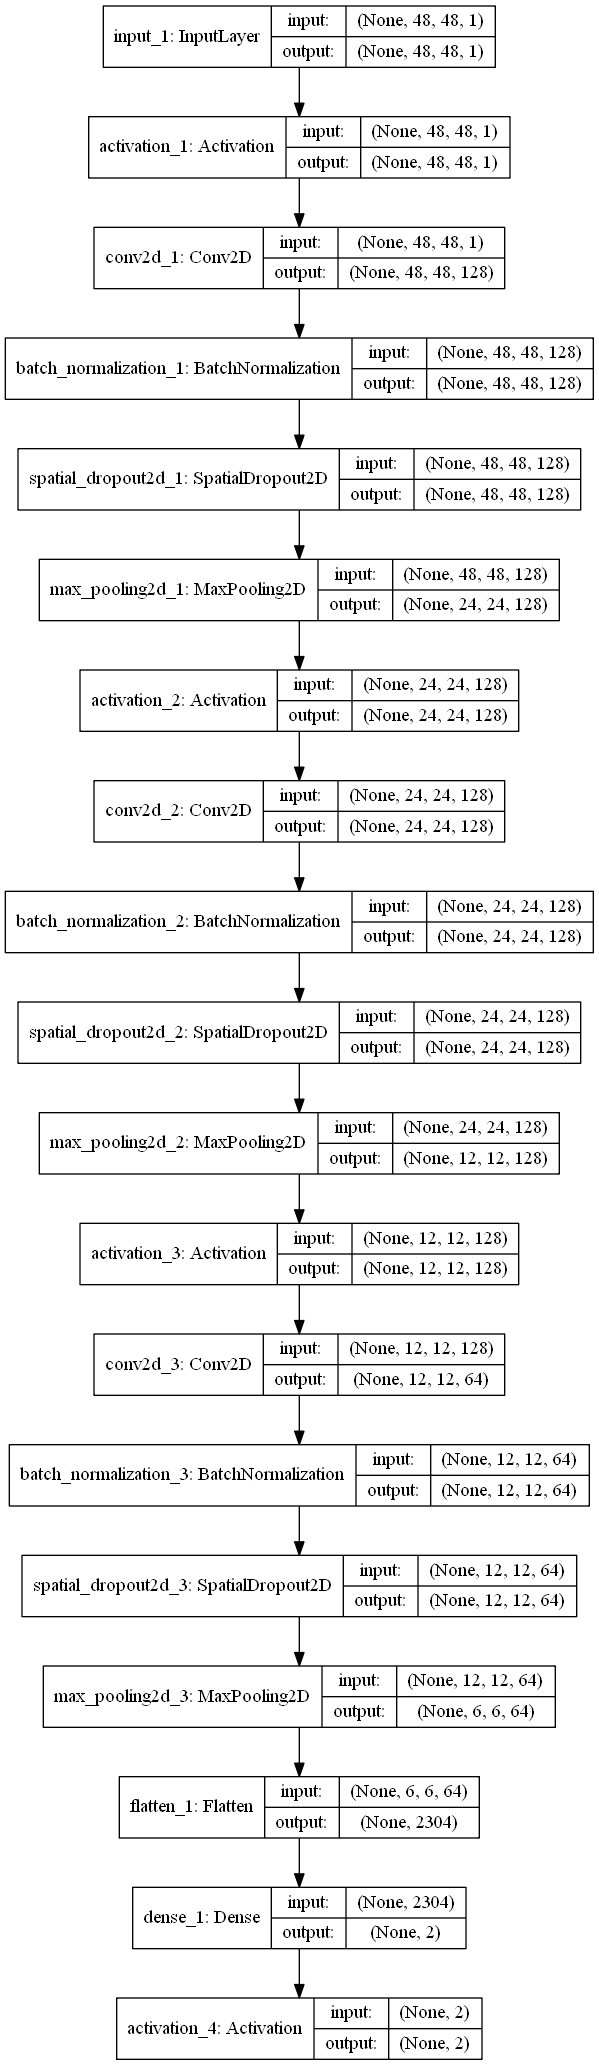 input_1: InputLayer
input:
(None, 48, 48, 1)
output:
(None, 48, 48, 1)
activation_1: Activation
input:
(None, 48, 48, 1)
output:
(None, 48, 48, 1)
conv2d_1: Conv2D
input:
(None, 48, 48, 1)
output:
(None, 48, 48, 128)
batch_normalization_1: BatchNormalization
input:
(None, 48, 48, 128)
output:
(None, 48, 48, 128)
spatial_dropout2d_1: SpatialDropout2D
input:
(None, 48, 48, 128)
output:
(None, 48, 48, 128)
max_pooling2d_1: MaxPooling2D
input:
(None, 48, 48, 128)
output:
(None, 24, 24, 128)
activation_2: Activation
input:
(None, 24, 24, 128)
output:
(None, 24, 24, 128)
conv2d_2: Conv2D
input:
(None, 24, 24, 128)
output:
(None, 24, 24, 128)
batch_normalization_2: BatchNormalization
input:
(None, 24, 24, 128)
output:
(None, 24, 24, 128)
spatial_dropout2d_2: SpatialDropout2D
input:
(None, 24, 24, 128)
output:
(None, 24, 24, 128)
max_pooling2d_2: MaxPooling2D
input:
(None, 24, 24, 128)
output:
(None, 12, 12, 128)
activation_3: Activation
input:
(None, 12, 12, 128)
output:
(None, 12, 12, 128)
conv2d_3: Conv2D
input:
(None, 12, 12, 128)
output:
(None, 12, 12, 64)
batch_normalization_3: BatchNormalization
input:
(None, 12, 12, 64)
output:
(None, 12, 12, 64)
spatial_dropout2d_3: SpatialDropout2D
input:
(None, 12, 12, 64)
output:
(None, 12, 12, 64)
max_pooling2d_3: MaxPooling2D
input:
(None, 12, 12, 64)
output:
(None, 6, 6, 64)
flatten_1: Flatten
input:
(None, 6, 6, 64)
output:
(None, 2304)
dense_1: Dense
input:
(None, 2304)
output:
(None, 2)
activation_4: Activation
input:
(None, 2)
output:
(None, 2)